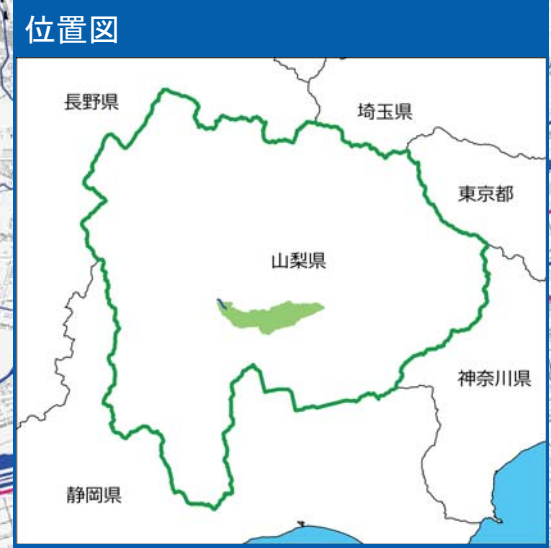 位置図
長野県
埼玉県
東京都
山梨県
神奈川県
静岡県